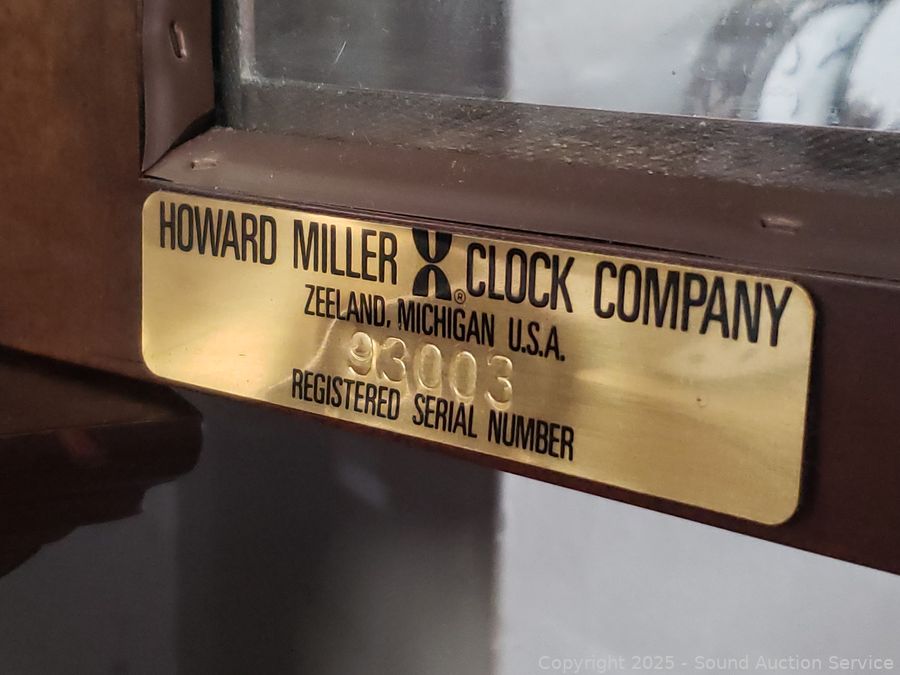 HOWARD MILLER CLOCK COMPANY
®
ZEELAND, MICHIGAN U.S.A.
93003
REGISTERED SERIAL NUMBER
Copyright © 2025 - Sound Auction Service